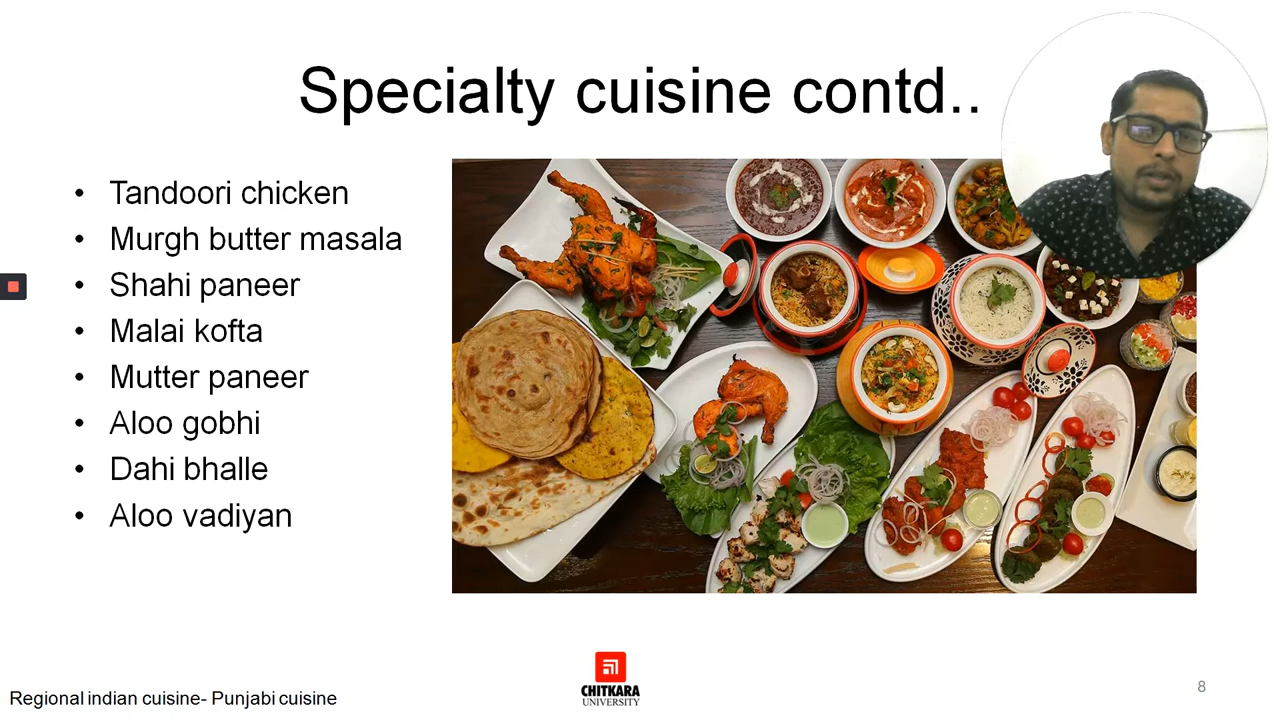 Specialty cuisine contd..
• Tandoori chicken
• Murgh butter masala
• Shahi paneer
• Malai kofta
• Mutter paneer
• Aloo gobhi
• Dahi bhalle
• Aloo vadiyan
Regional indian cuisine- Punjabi cuisine
CHITKARA
UNIVERSITY
8